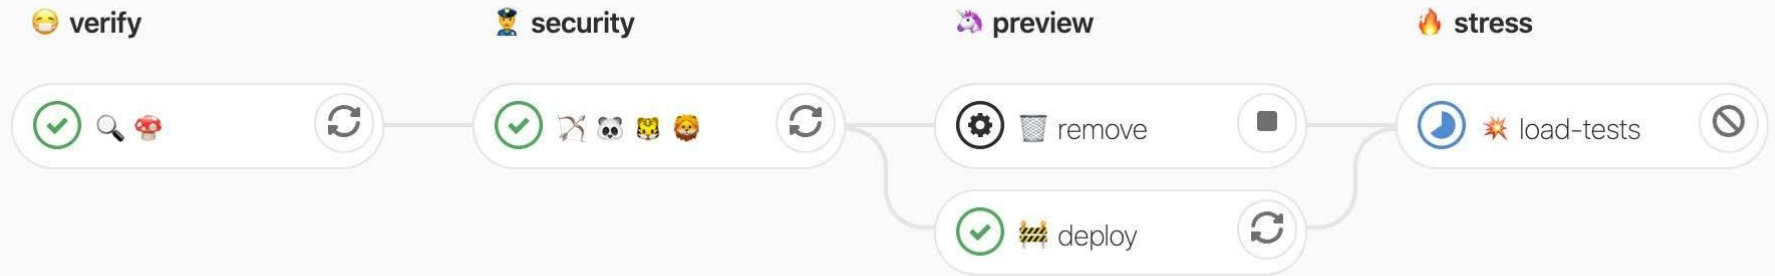 😷 verify
👮 security
🦄 preview
🔥 stress
🔍 🍄
🏹 🐼 🐯 🦁
🗑 remove
💥 load-tests
🚧 deploy